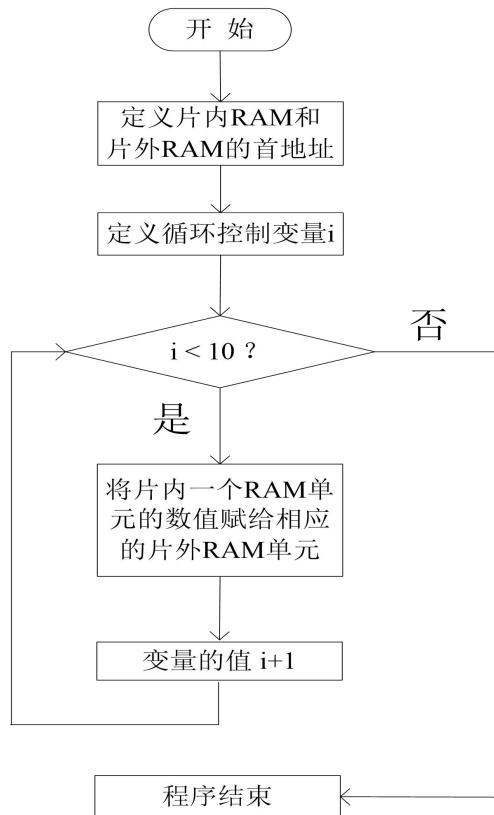 开 始
定义片内RAM和
片外RAM的首地址
定义循环控制变量i
否
i < 10 ?
是
将片内一个RAM单
元的数值赋给相应
的片外RAM单元
变量的值 i+1
程序结束